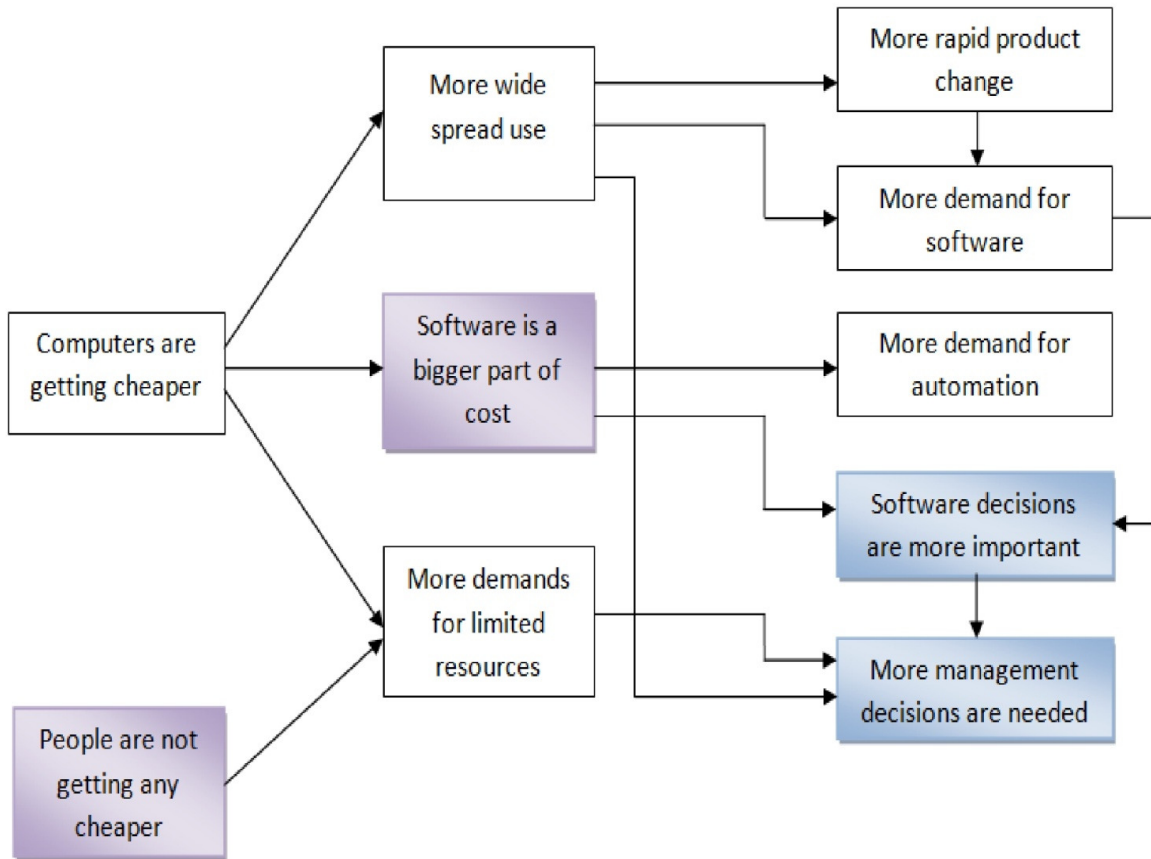 More rapid product
change
More wide
spread use
More demand for
software
Computers are
getting cheaper
Software is a
bigger part of
cost
More demand for
automation
Software decisions
are more important
More demands
for limited
resources
More management
decisions are needed
People are not
getting any
cheaper